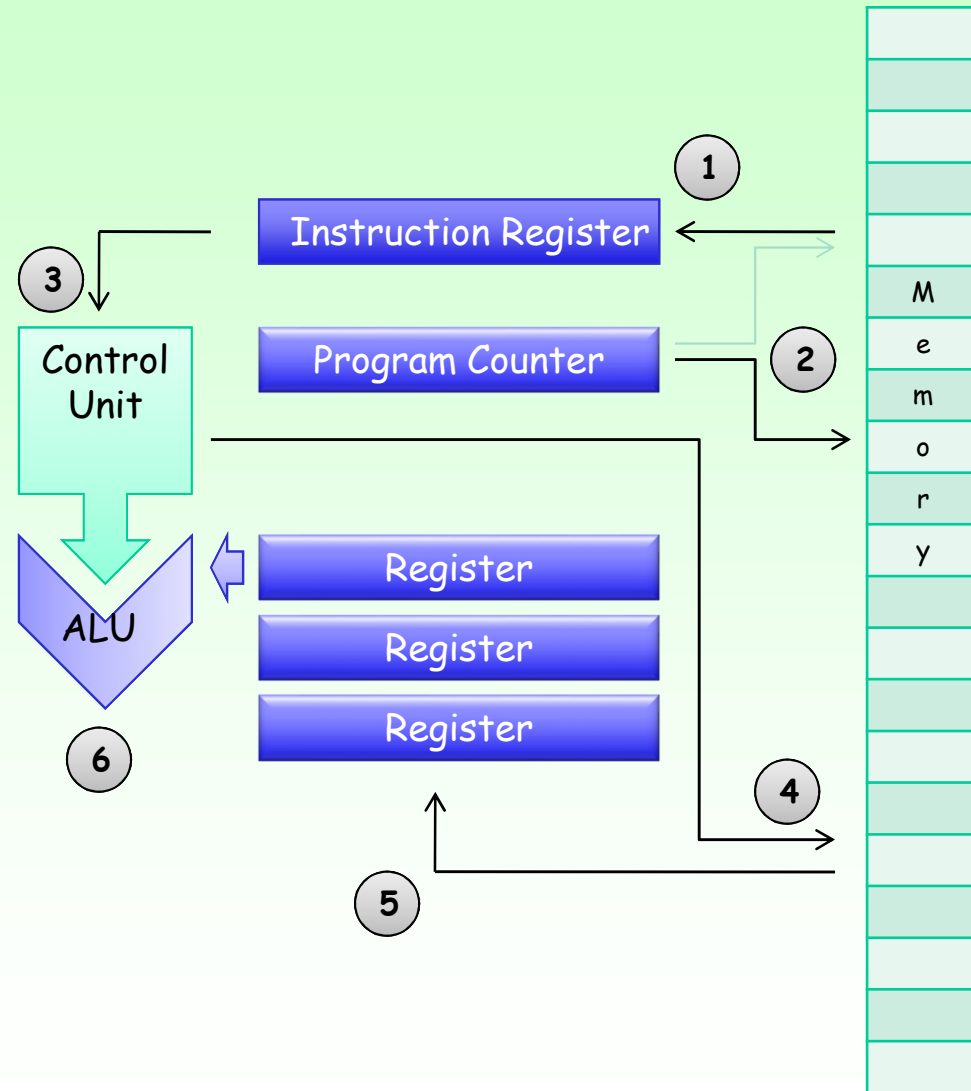 1
Instruction Register
3
Control
Unit
Program Counter
2
M
e
m
o
r
y
Register
ALU
Register
Register
6
4
5